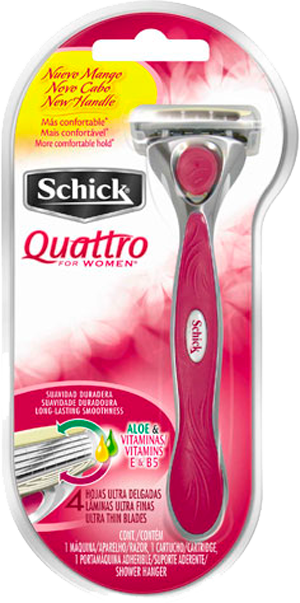 Nuevo Mango
Novo Cabo
New Handle
Más confortable*
Mais confortável*
More comfortable hold*
Schick®
Quattro
FOR WOMEN®
Schick
SUAVIDAD DURADERA
SUAVIDADE DURADOURA
LONG-LASTING SMOOTHNESS
ALOE &
VITAMINAS
VITAMINS
E & B5
4 HOJAS ULTRA DELGADAS
LÁMINAS ULTRA FINAS
ULTRA THIN BLADES
CONT./CONTÉM
1 MÁQUINA/APARELHO/RAZOR, 1 CARTUCHO/CARTRIDGE,
1 PORTAMÁQUINA ADHERIBLE/SUPORTE ADERENTE/
SHOWER HANGER